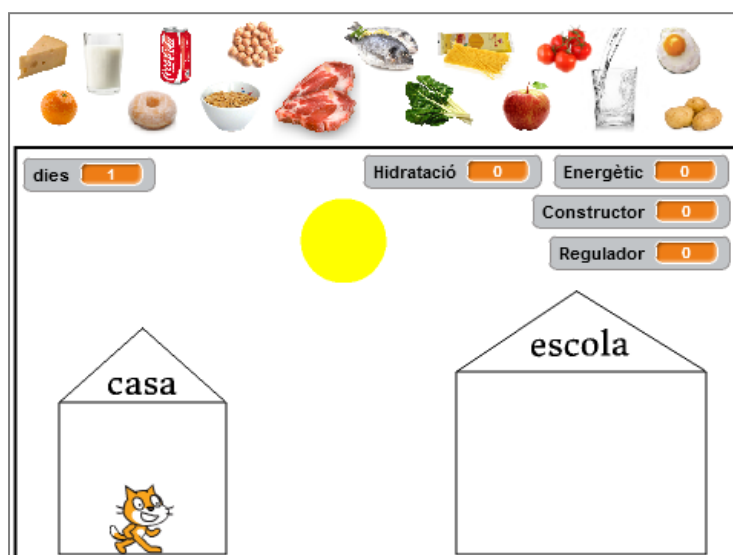 dies 1
Hidratació 0
Energètic 0
Constructor 0
Regulador 0
casa
escola